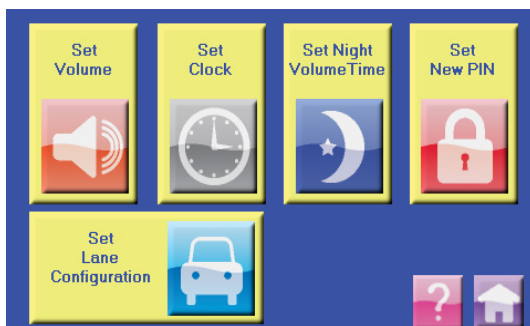 Set
Volume
Set
Clock
Set Night
VolumeTime
Set
New PIN
Set
Lane
Configuration
?